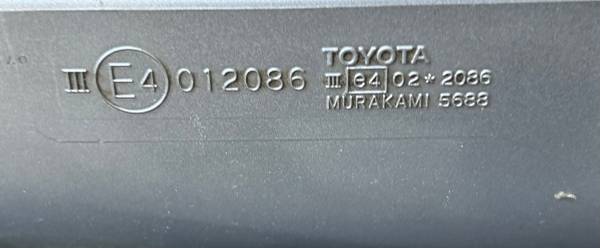 III E4 012086
TOYOTA
III e4 02*2086
MURAKAMI 5688